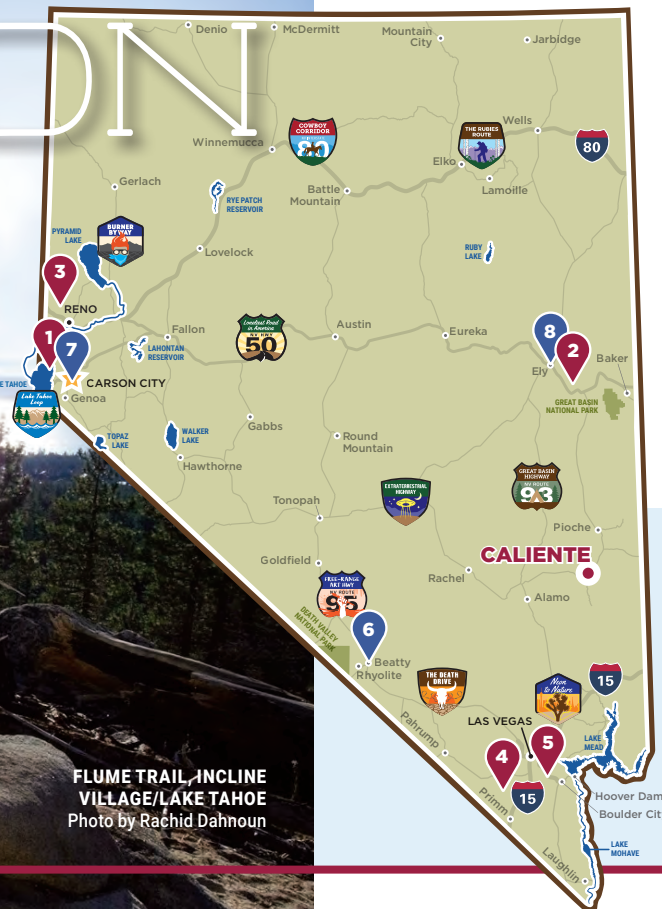 DN
Denio
McDermitt
Mountain
City
Jarbidge
Wells
COWBOY
CORRIDOR
80
THE RUBIES
ROUTE
80
Winnemucca
Elko
Lamoille
Battle
Mountain
Gerlach
RYE PATCH
RESERVOIR
PYRAMID
LAKE
BURNER
BYWAY
RUBY
LAKE
Lovelock
3
RENO
Fallon
Loneliest Road
in America
NV HWY
50
Austin
Eureka
8
2
Baker
Ely
1
7
LAHONTAN
RESERVOIR
E TAHOE
CARSON CITY
Genoa
Lake Tahoe
Loop
GREAT BASIN
NATIONAL PARK
TOPAZ
LAKE
WALKER
LAKE
Gabbs
Round
Mountain
Hawthorne
EXTRATERRESTRIAL
HIGHWAY
GREAT BASIN
HIGHWAY
NV ROUTE
93
Tonopah
Pioche
CALIENTE
Goldfield
Rachel
Alamo
FREE-RANGE
ART HWY
NV ROUTE
95
DEATH VALLEY
NATIONAL PARK
6
Beatty
Rhyolite
THE DEATH
DRIVE
Neon
to Nature
15
LAS VEGAS
LAKE
MEAD
Pahrump
4
5
15
Primm
Hoover Dam
Boulder Cit
Laughlin
LAKE
MOHAVE
FLUME TRAIL, INCLINE
VILLAGE/LAKE TAHOE
Photo by Rachid Dahnoun